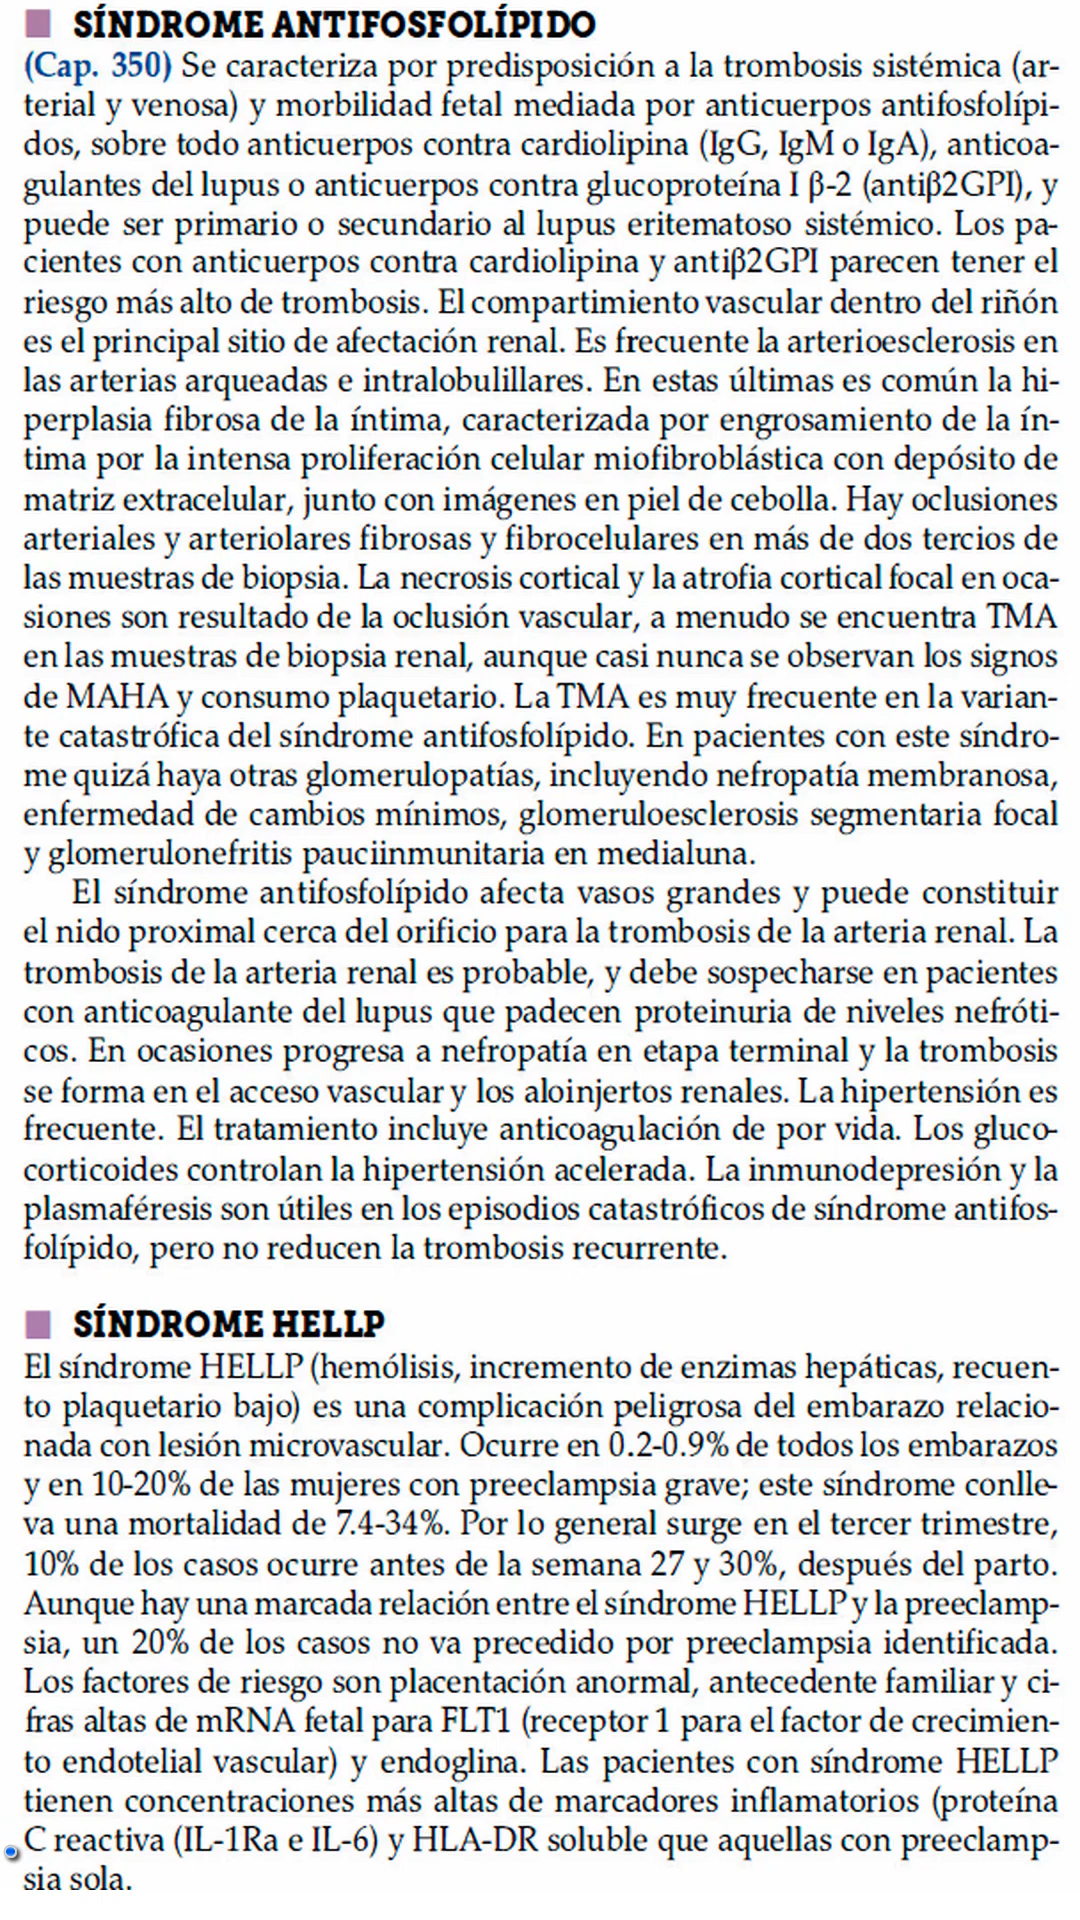 SÍNDROME ANTIFOSFOLÍPIDO
(Cap. 350) Se caracteriza por predisposición a la trombosis sistémica (ar-
terial y venosa) y morbilidad fetal mediada por anticuerpos antifosfolípi-
dos, sobre todo anticuerpos contra cardiolipina (IgG, IgM o IgA), anticoa-
gulantes del lupus o anticuerpos contra glucoproteína I β-2 (antiβ2GPI), y
puede ser primario o secundario al lupus eritematoso sistémico. Los pa-
cientes con anticuerpos contra cardiolipina y antiβ2GPI parecen tener el
riesgo más alto de trombosis. El compartimiento vascular dentro del riñón
es el principal sitio de afectación renal. Es frecuente la arterioesclerosis en
las arterias arqueadas e intralobulillares. En estas últimas es común la hi-
perplasia fibrosa de la íntima, caracterizada por engrosamiento de la ín-
tima por la intensa proliferación celular miofibroblástica con depósito de
matriz extracelular, junto con imágenes en piel de cebolla. Hay oclusiones
arteriales y arteriolares fibrosas y fibrocelulares en más de dos tercios de
las muestras de biopsia. La necrosis cortical y la atrofia cortical focal en oca-
siones son resultado de la oclusión vascular, a menudo se encuentra TMA
en las muestras de biopsia renal, aunque casi nunca se observan los signos
de MAHA y consumo plaquetario. La TMA es muy frecuente en la varian-
te catastrófica del síndrome antifosfolípido. En pacientes con este síndro-
me quizá haya otras glomerulopatías, incluyendo nefropatía membranosa,
enfermedad de cambios mínimos, glomeruloesclerosis segmentaria focal
y glomerulonefritis pauciinmunitaria en medialuna.
El síndrome antifosfolípido afecta vasos grandes y puede constituir
el nido proximal cerca del orificio para la trombosis de la arteria renal. La
trombosis de la arteria renal es probable, y debe sospecharse en pacientes
con anticoagulante del lupus que padecen proteinuria de niveles nefróti-
cos. En ocasiones progresa a nefropatía en etapa terminal y la trombosis
se forma en el acceso vascular y los aloinjertos renales. La hipertensión es
frecuente. El tratamiento incluye anticoagulación de por vida. Los gluco-
corticoides controlan la hipertensión acelerada. La inmunodepresión y la
plasmaféresis son útiles en los episodios catastróficos de síndrome antifos-
folípido, pero no reducen la trombosis recurrente.
SÍNDROME HELLP
El síndrome HELLP (hemólisis, incremento de enzimas hepáticas, recuen-
to plaquetario bajo) es una complicación peligrosa del embarazo relacio-
nada con lesión microvascular. Ocurre en 0.2-0.9% de todos los embarazos
y en 10-20% de las mujeres con preeclampsia grave; este síndrome conlle-
va una mortalidad de 7.4-34%. Por lo general surge en el tercer trimestre,
10% de los casos ocurre antes de la semana 27 y 30%, después del parto.
Aunque hay una marcada relación entre el síndrome HELLP y la preeclamp-
sia, un 20% de los casos no va precedido por preeclampsia identificada.
Los factores de riesgo son placentación anormal, antecedente familiar y ci-
fras altas de mRNA fetal para FLT1 (receptor 1 para el factor de crecimien-
to endotelial vascular) y endoglina. Las pacientes con síndrome HELLP
tienen concentraciones más altas de marcadores inflamatorios (proteína
C reactiva (IL-1Ra e IL-6) y HLA-DR soluble que aquellas con preeclamp-
sia sola.